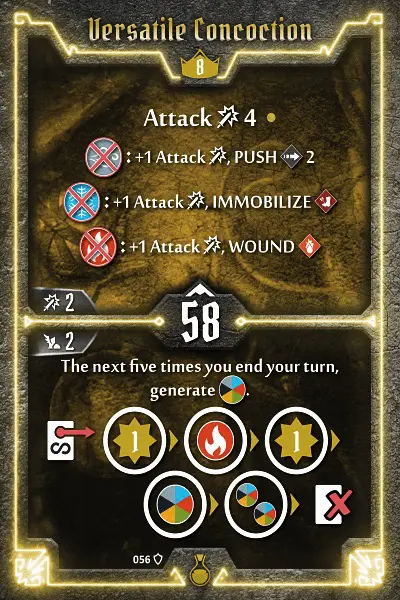 Versatile Concoction
8
Attack 4
: +1 Attack, PUSH 2
: +1 Attack, IMMOBILIZE
: +1 Attack, WOUND
2
58
2
The next five times you end your turn,
generate .
1 1
056